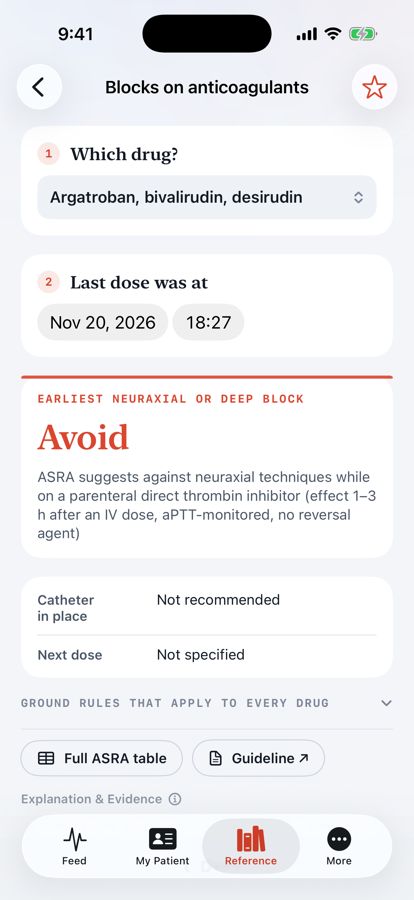 9:41
Blocks on anticoagulants
1 Which drug?
Argatroban, bivalirudin, desirudin
2 Last dose was at
Nov 20, 2026 18:27
EARLIEST NEURAXIAL OR DEEP BLOCK
Avoid
ASRA suggests against neuraxial techniques while
on a parenteral direct thrombin inhibitor (effect 1–3
h after an IV dose, aPTT-monitored, no reversal
agent)
Catheter
in place
Not recommended
Next dose Not specified
GROUND RULES THAT APPLY TO EVERY DRUG
Full ASRA table Guideline ↗
Explanation & Evidence
Feed My Patient Reference More